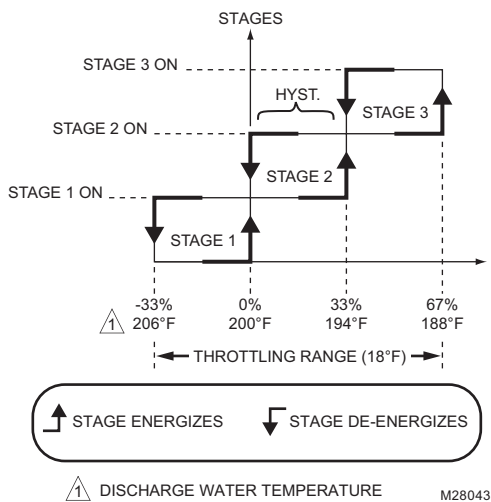 STAGES
STAGE 3 ON
HYST.
STAGE 3
STAGE 2 ON
STAGE 2
STAGE 1 ON
STAGE 1
-33% 0% 33% 67%
1 206°F 200°F 194°F 188°F
THROTTLING RANGE (18°F)
STAGE ENERGIZES STAGE DE-ENERGIZES
1 DISCHARGE WATER TEMPERATURE M28043